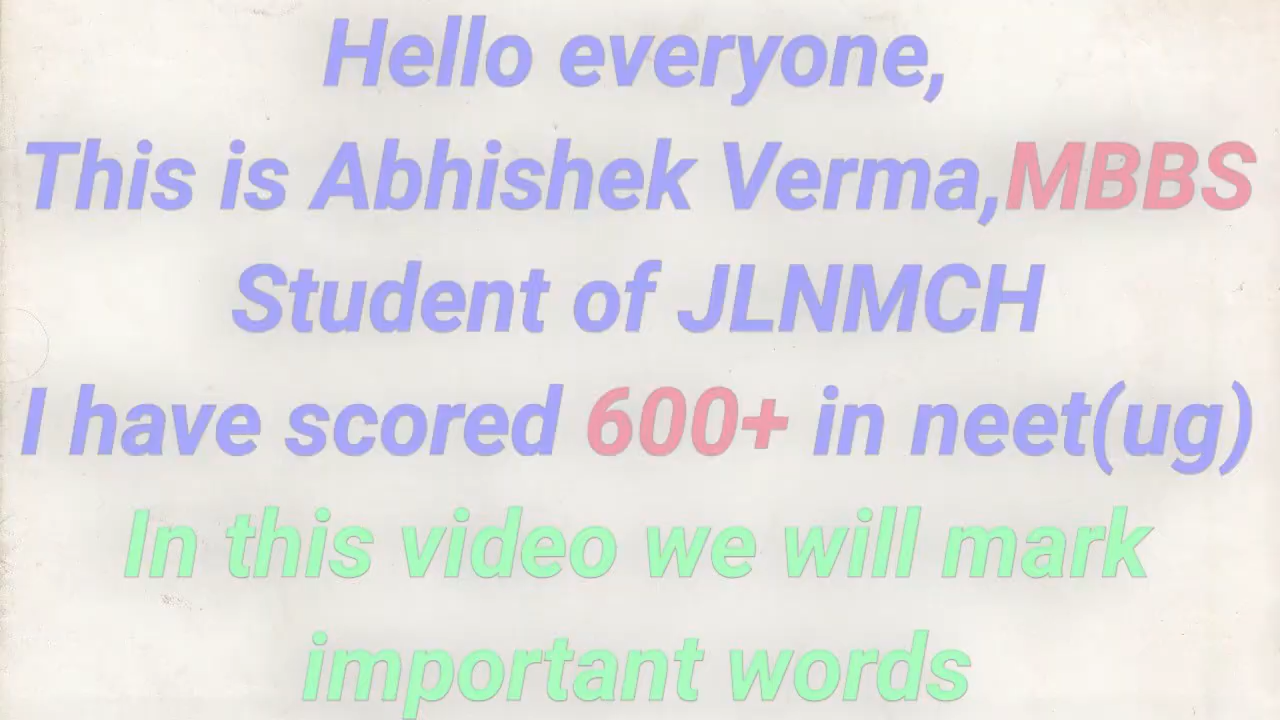 Hello everyone,
This is Abhishek Verma,MBBS
Student of JLNMCH
I have scored 600+ in neet(ug)
In this video we will mark
important words